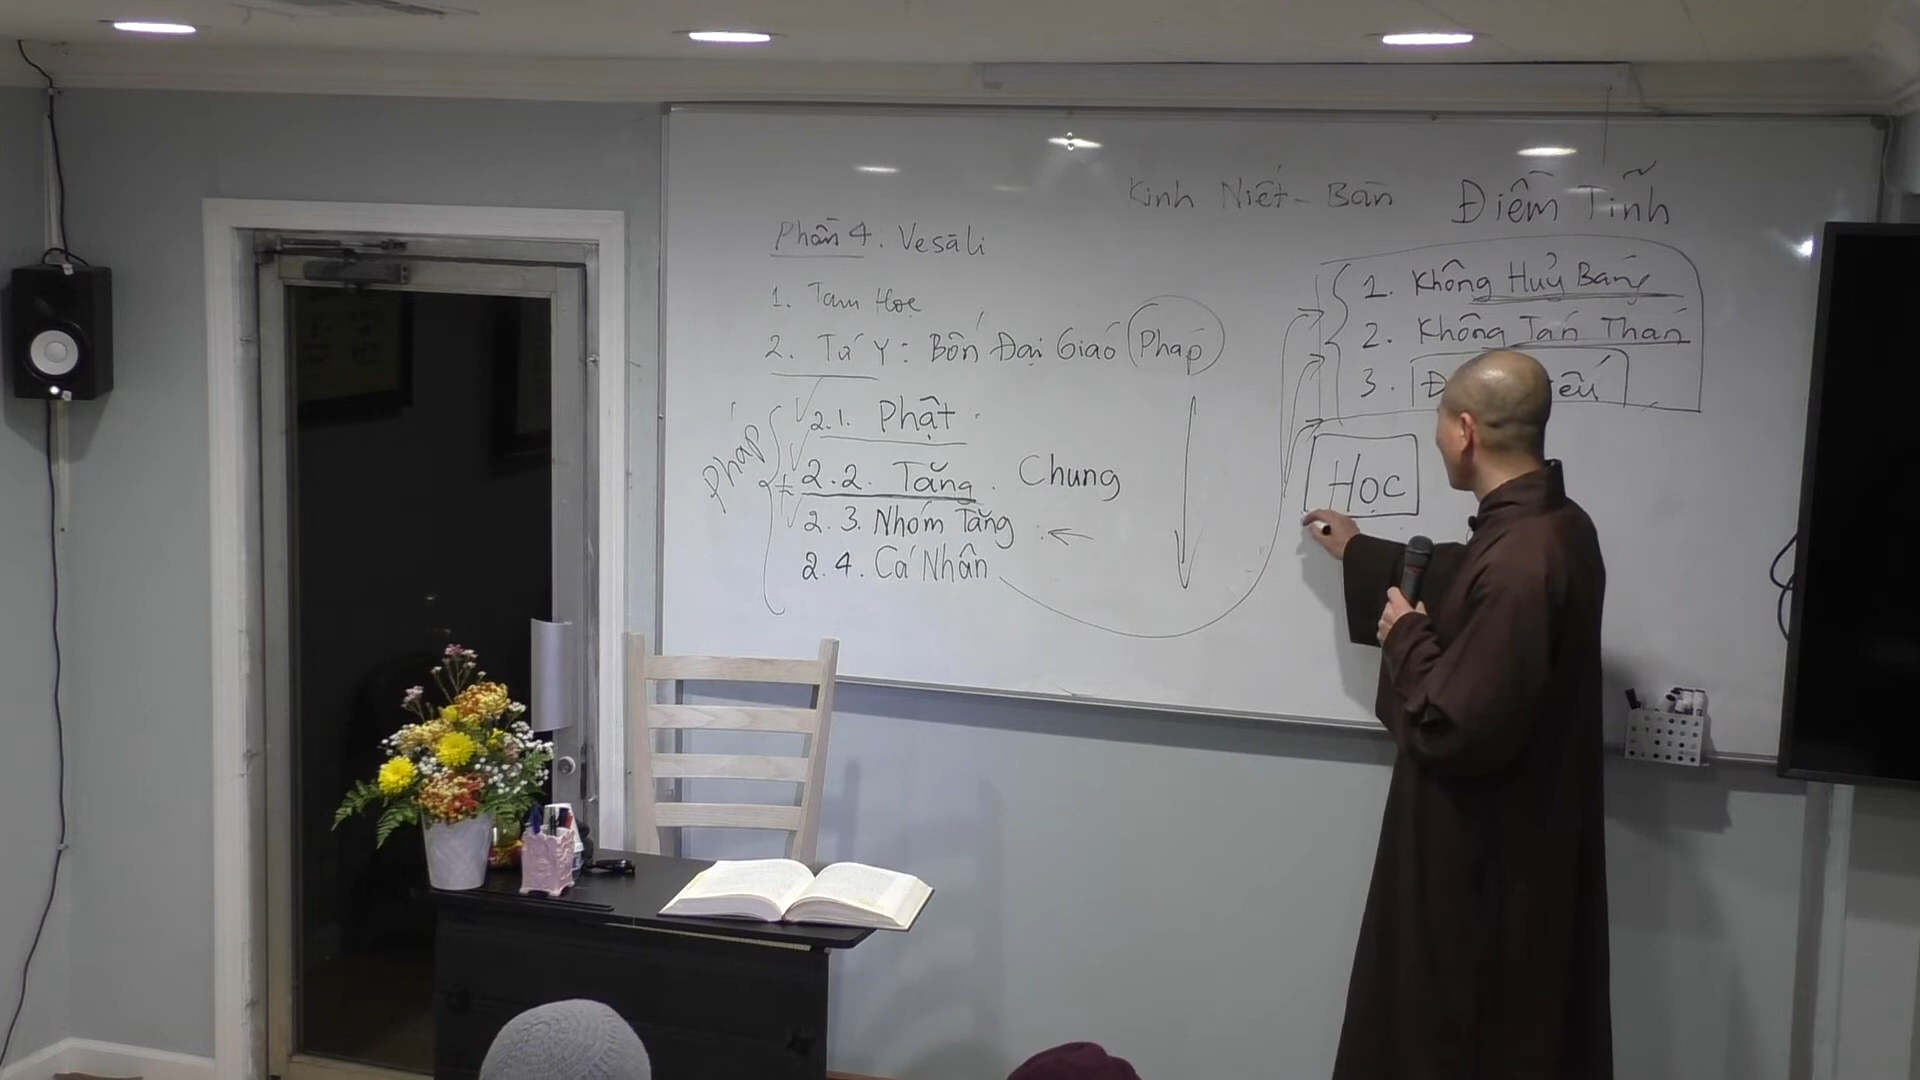 Kinh Niết-Bàn Điềm Tĩnh
Phần 4: Vesāli
1. Tam Học
2. Tứ Y: Bốn Đại Giáo Pháp
Pháp
2.1. Phật
2.2. Tăng. Chung
2.3. Nhóm Tăng
2.4. Cá Nhân
1. Không Huỷ Báng
2. Không Tán Thán
3.
Học